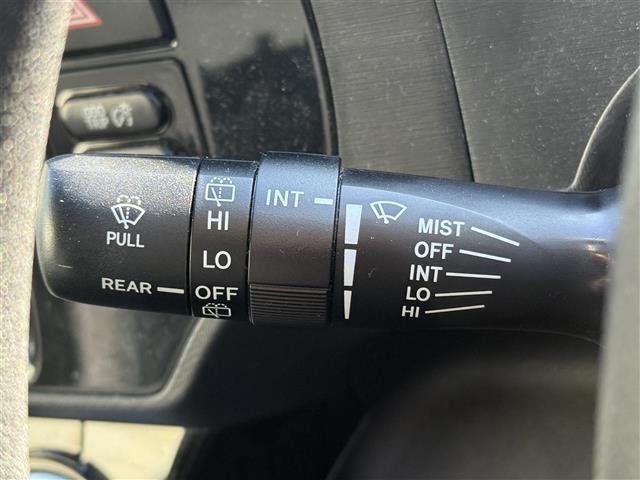 PULL
REAR
HI
LO
OFF
INT
MIST
OFF
INT
LO
HI